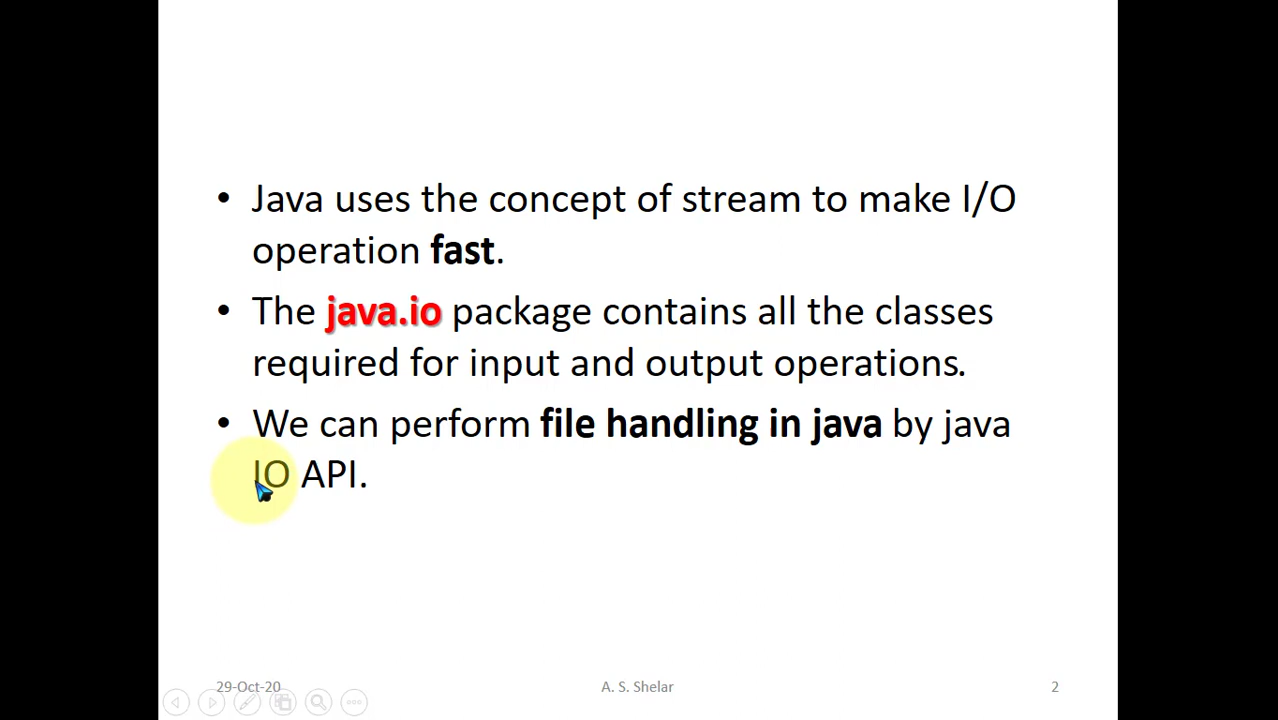 • Java uses the concept of stream to make I/O
operation fast.
• The java.io package contains all the classes
required for input and output operations.
• We can perform file handling in java by java
IO API.
29-Oct-20 A. S. Shelar 2